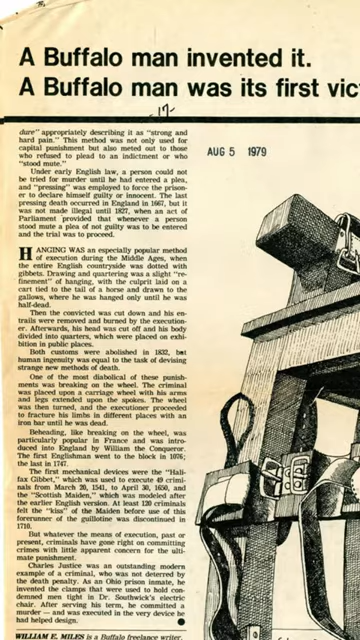 A Buffalo man invented it.
A Buffalo man was its first vic
-17-
dure" appropriately describing it as "strong and
hard pain." This method was not only used for
capital punishment but also meted out to those
who refused to plead to an indictment or who
"stood mute."
Under early English law, a person could not
be tried for murder until he had entered a plea,
and "pressing" was employed to force the prison-
er to declare himself guilty or innocent. The last
pressing death occurred in England in 1667, but it
was not made illegal until 1827, when an act of
Parliament provided that whenever a person
stood mute a plea of not guilty was to be entered
and the trial was to proceed.
AUG 5 1979
HANGING WAS an especially popular method
of execution during the Middle Ages, when
the entire English countryside was dotted with
gibbets. Drawing and quartering was a slight "re-
finement" of hanging, with the culprit laid on a
cart tied to the tail of a horse and drawn to the
gallows, where he was hanged only until he was
half-dead.
Then the convicted was cut down and his en-
trails were removed and burned by the execution-
er. Afterwards, his head was cut off and his body
divided into quarters, which were placed on exhi-
bition in public places.
Both customs were abolished in 1832, but
human ingenuity was equal to the task of devising
strange new methods of death.
One of the most diabolical of these punish-
ments was breaking on the wheel. The criminal
was placed upon a carriage wheel with his arms
and legs extended upon the spokes. The wheel
was then turned, and the executioner proceeded
to fracture his limbs in different places with an
iron bar until he was dead.
Beheading, like breaking on the wheel, was
particularly popular in France and was intro-
duced into England by William the Conqueror.
The first Englishman went to the block in 1076;
the last in 1747.
The first mechanical devices were the "Hali-
fax Gibbet," which was used to execute 49 crimi-
nals from March 20, 1541, to April 30, 1650, and
the "Scottish Maiden," which was modeled after
the earlier English version. At least 120 criminals
felt the "kiss" of the Maiden before use of this
forerunner of the guillotine was discontinued in
1710.
But whatever the means of execution, past or
present, criminals have gone right on committing
crimes with little apparent concern for the ulti-
mate punishment.
Charles Justice was an outstanding modern
example of a criminal, who was not deterred by
the death penalty. As an Ohio prison inmate, he
invented the clamps that were used to hold con-
demned men tight in Dr. Southwick's electric
chair. After serving his term, he committed a
murder — and was executed in the very device he
had helped design.
WILLIAM E. MILES is a Buffalo freelance writer.